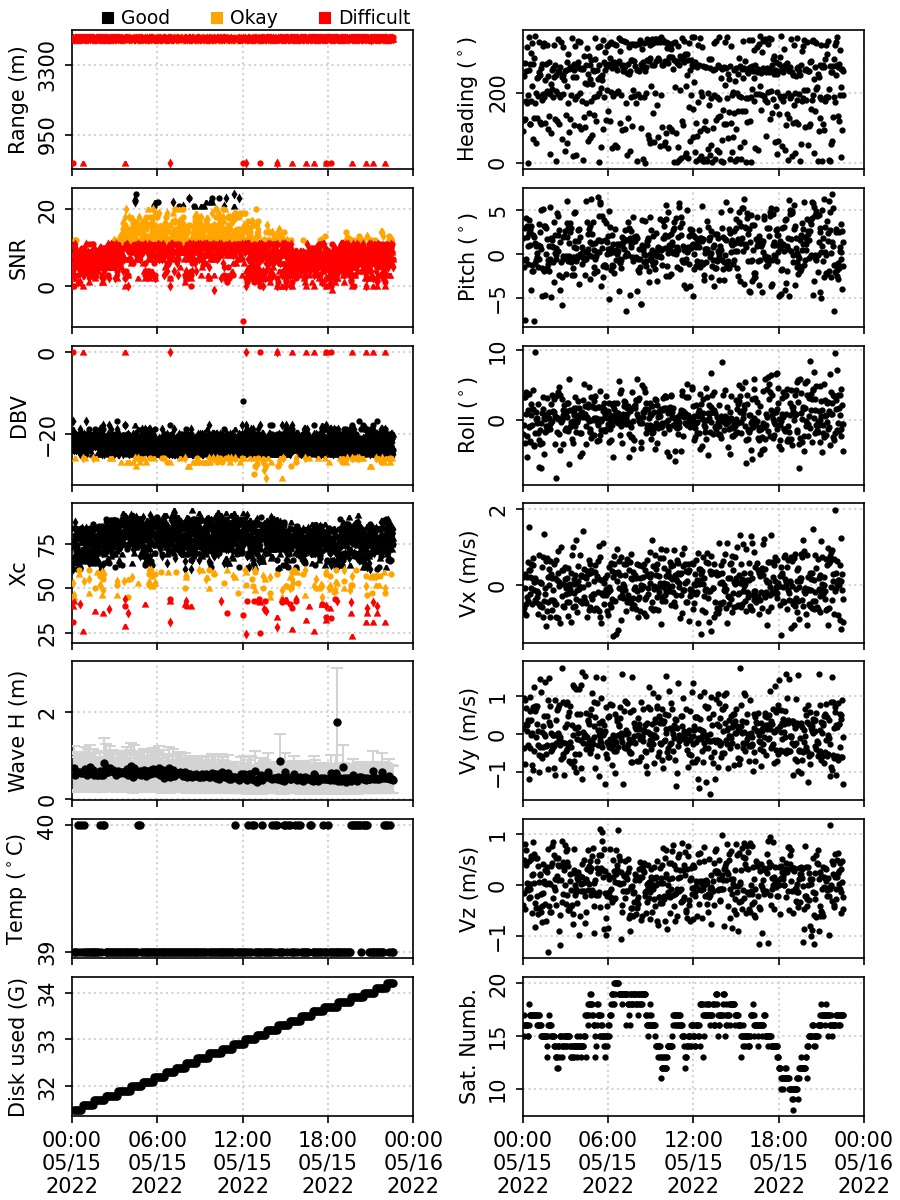 Good Okay Difficult
Range (m)
3300
950
Heading (°)
200
0
SNR
20
0
Pitch (°)
5
0
−5
DBV
0
−20
Roll (°)
10
0
Xc
75
50
25
Vx (m/s)
2
0
Wave H (m)
2
0
Vy (m/s)
1
0
−1
Temp (°C)
40
39
Vz (m/s)
1
0
−1
Disk used (G)
34
33
32
Sat. Numb.
20
15
10
00:00 06:00 12:00 18:00 00:00
05/15 05/15 05/15 05/15 05/16
2022 2022 2022 2022 2022
00:00 06:00 12:00 18:00 00:00
05/15 05/15 05/15 05/15 05/16
2022 2022 2022 2022 2022